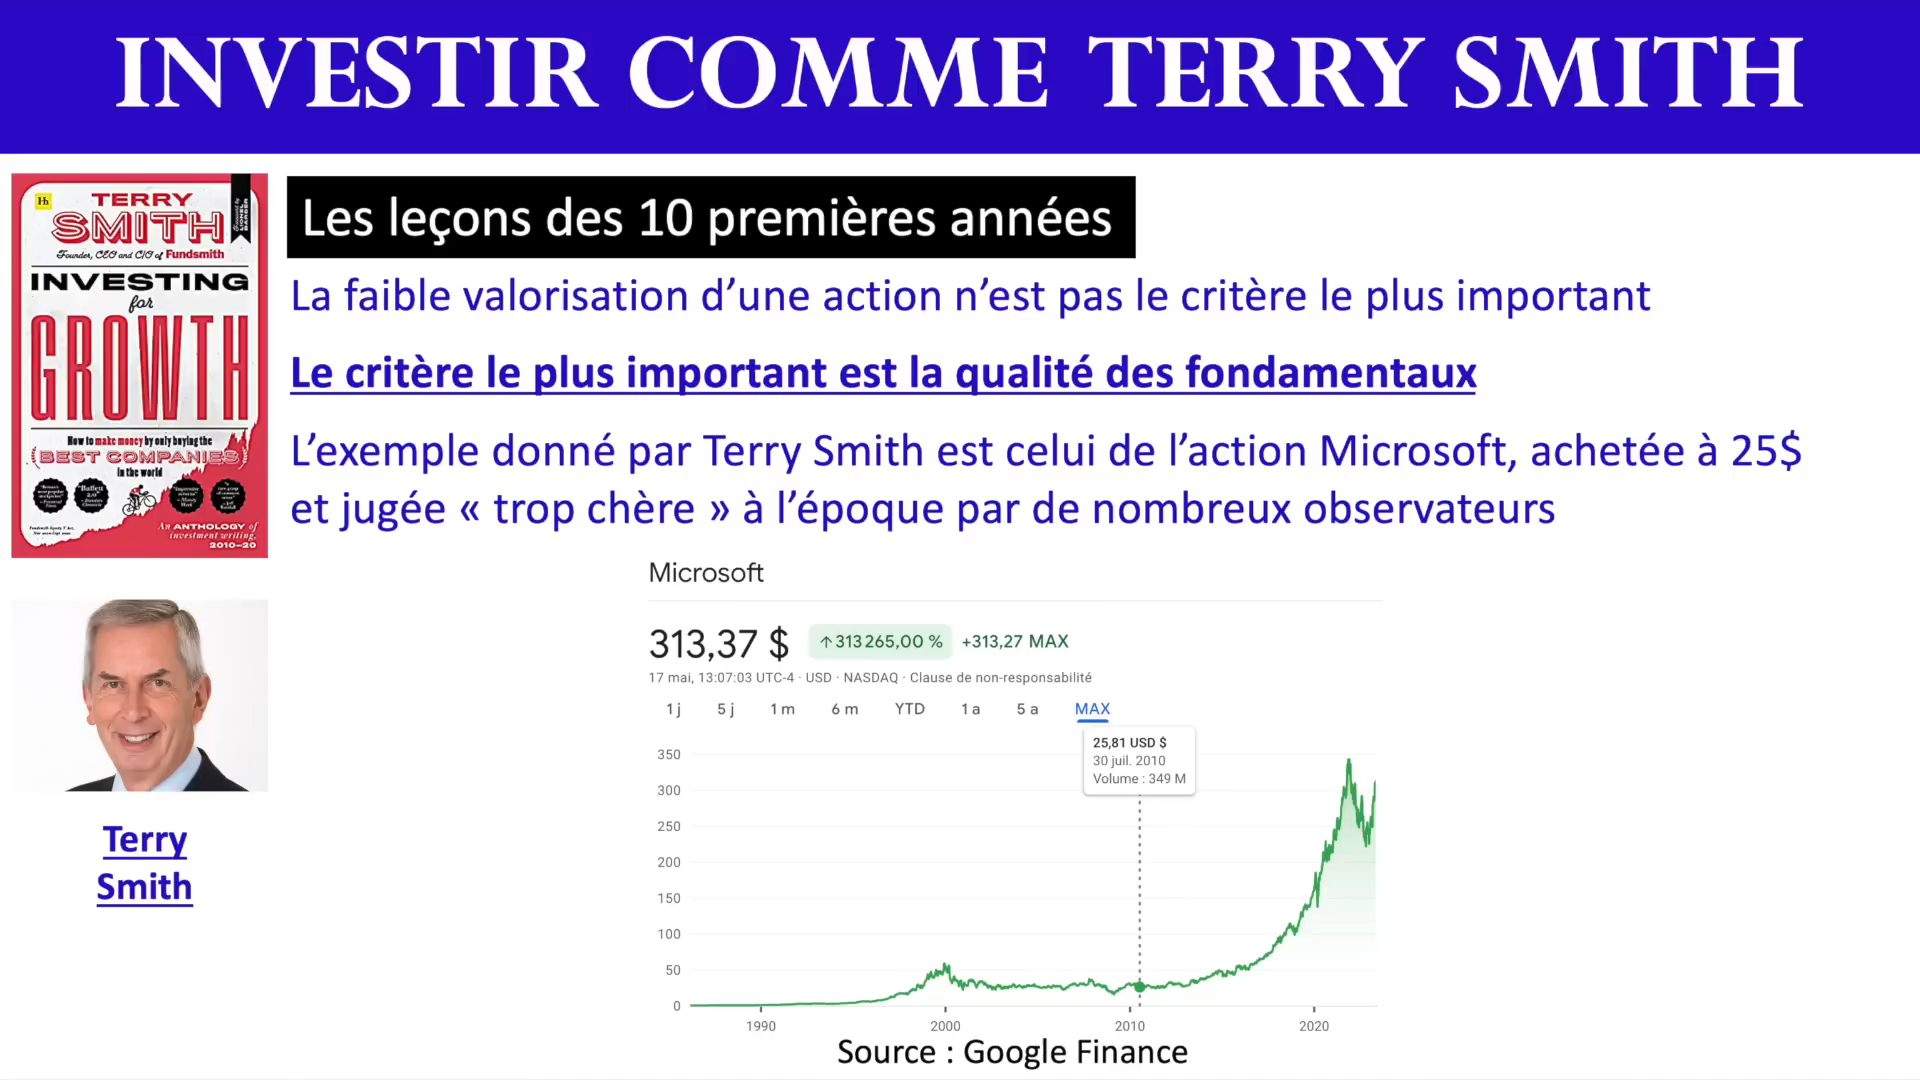 INVESTIR COMME TERRY SMITH
Hh
TERRY
SMITH
Founder, CEO and CIO of Fundsmith
INVESTING
for
GROWTH
How to make money by only buying the
BEST COMPANIES
in the world
An ANTHOLOGY of
investment writing,
2010–20
Les leçons des 10 premières années
La faible valorisation d’une action n’est pas le critère le plus important
Le critère le plus important est la qualité des fondamentaux
L’exemple donné par Terry Smith est celui de l’action Microsoft, achetée à 25$
et jugée « trop chère » à l’époque par de nombreux observateurs
Terry
Smith
Microsoft
313,37 $ ↑313 265,00 % +313,27 MAX
17 mai, 13:07:03 UTC-4 · USD · NASDAQ · Clause de non-responsabilité
1 j 5 j 1 m 6 m YTD 1 a 5 a MAX
25,81 USD $
30 juil. 2010
Volume : 349 M
350
300
250
200
150
100
50
0
1990 2000 2010 2020
Source : Google Finance